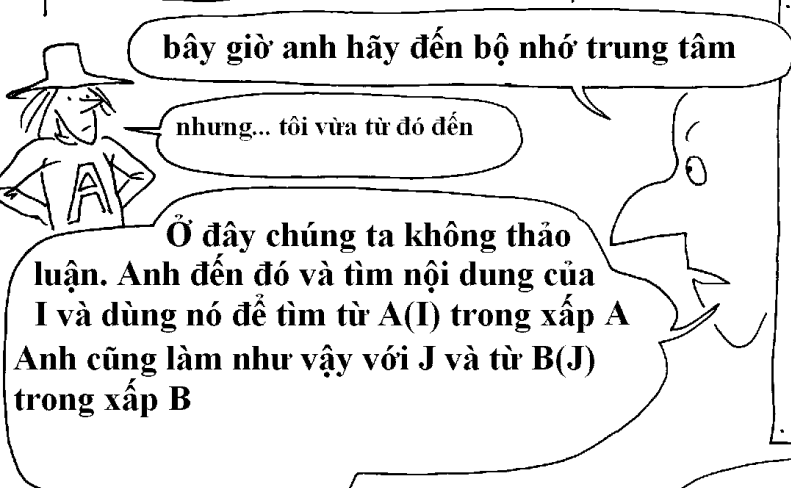 bây giờ anh hãy đến bộ nhớ trung tâm
nhưng... tôi vừa từ đó đến
A
Ở đây chúng ta không thảo
luận. Anh đến đó và tìm nội dung của
I và dùng nó để tìm từ A(I) trong xấp A
Anh cũng làm như vậy với J và từ B(J)
trong xấp B